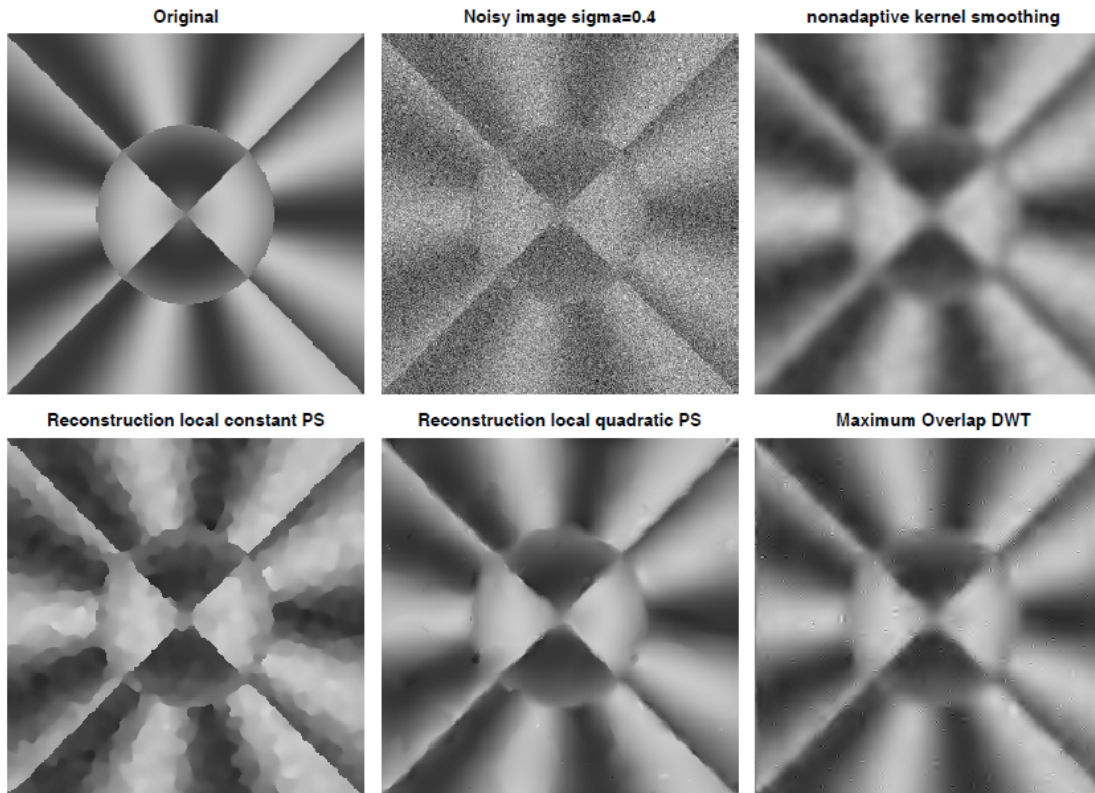 Original
Noisy image sigma=0.4
nonadaptive kernel smoothing
Reconstruction local constant PS
Reconstruction local quadratic PS
Maximum Overlap DWT